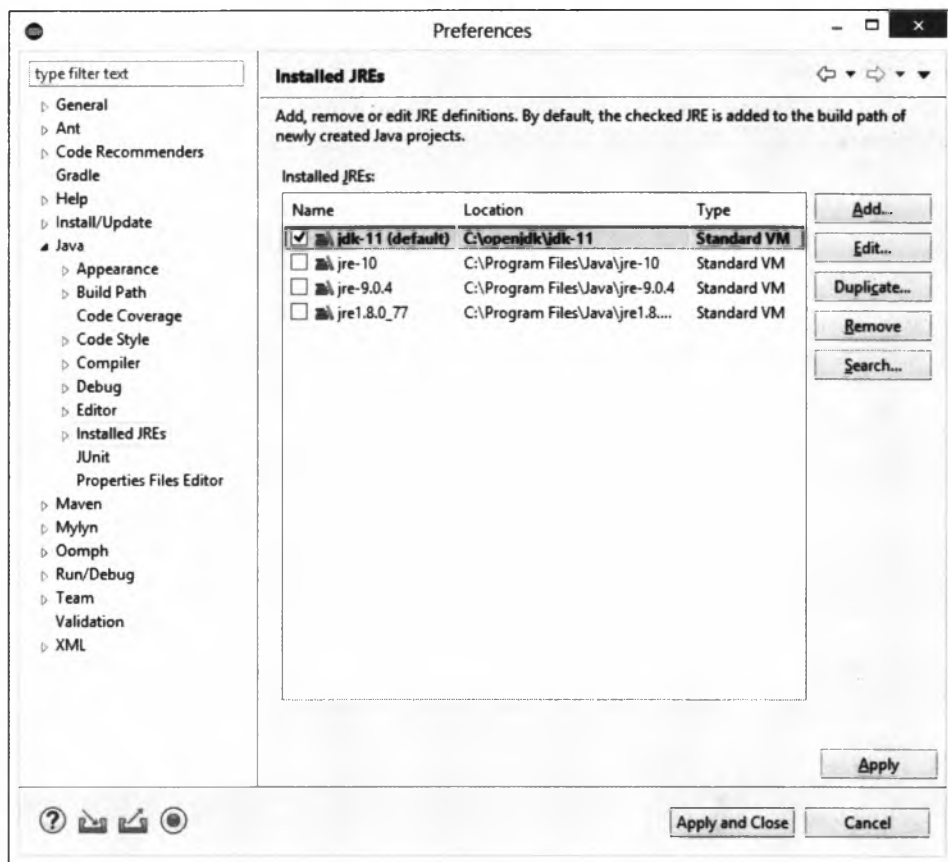 Preferences
type filter text
General
Ant
Code Recommenders
Gradle
Help
Install/Update
Java
Appearance
Build Path
Code Coverage
Code Style
Compiler
Debug
Editor
Installed JREs
JUnit
Properties Files Editor
Maven
Mylyn
Oomph
Run/Debug
Team
Validation
XML
Installed JREs
Add, remove or edit JRE definitions. By default, the checked JRE is added to the build path of
newly created Java projects.
Installed JREs:
Name Location Type
jdk-11 (default) C:\openjdk\jdk-11 Standard VM
jre-10 C:\Program Files\Java\jre-10 Standard VM
jre-9.0.4 C:\Program Files\Java\jre-9.0.4 Standard VM
jre1.8.0_77 C:\Program Files\Java\jre1.8.... Standard VM
Add...
Edit...
Duplicate...
Remove
Search...
Apply
Apply and Close
Cancel